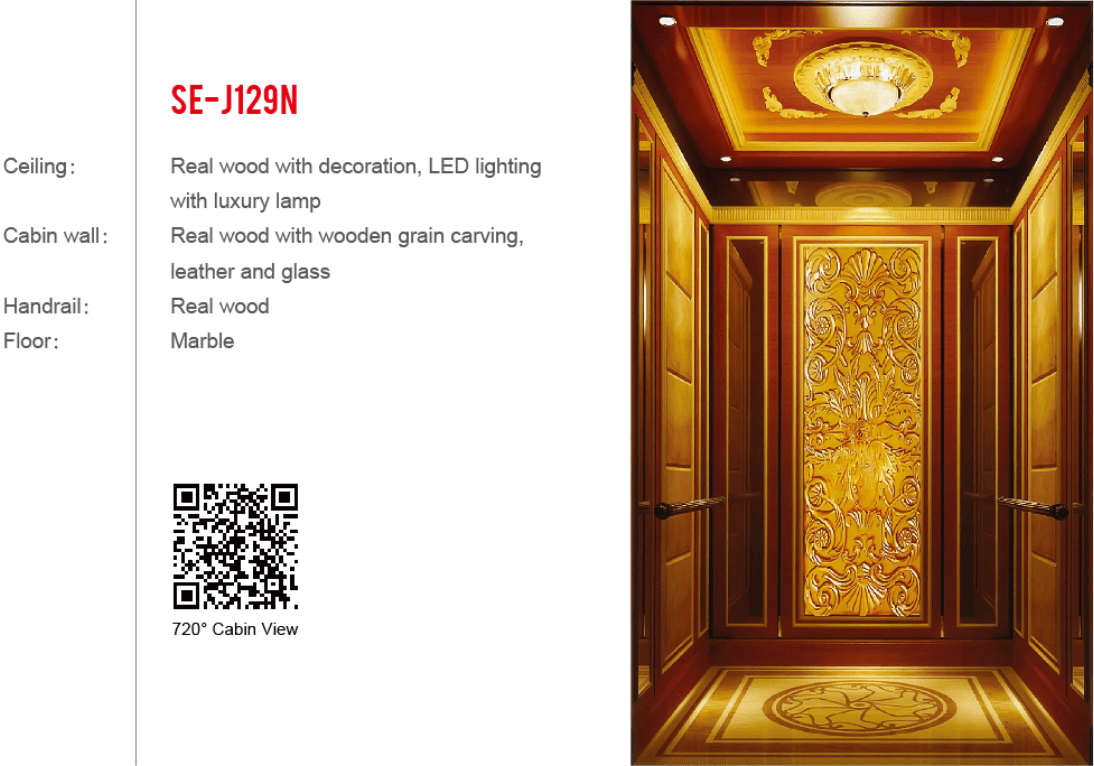 SE-J129N
Ceiling: Real wood with decoration, LED lighting
with luxury lamp
Cabin wall: Real wood with wooden grain carving,
leather and glass
Handrail: Real wood
Floor: Marble
720° Cabin View